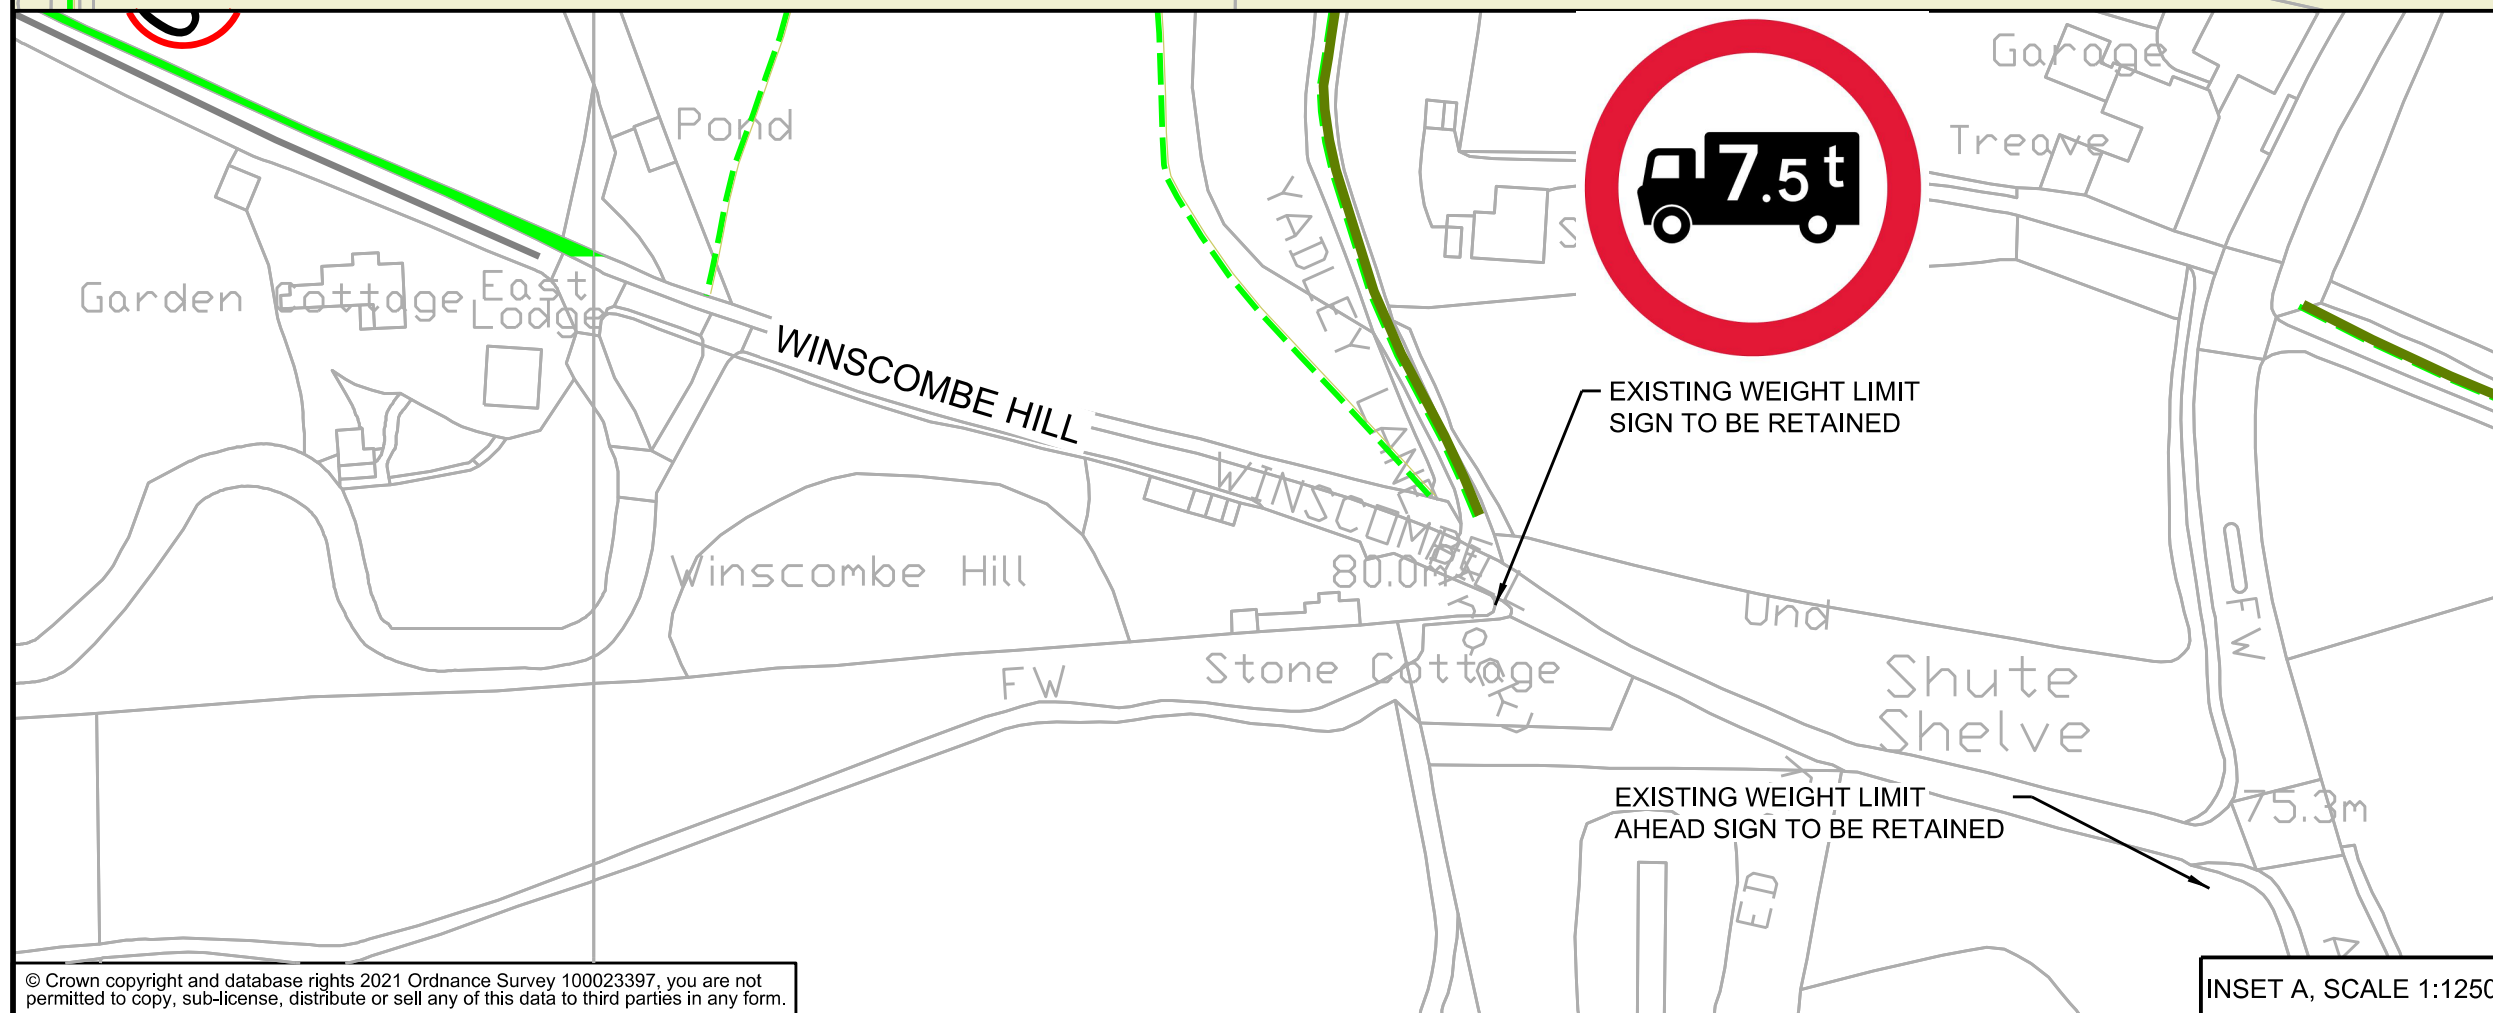 Garage
Pond
Treave
7.5t
YADLEY
LANE
Garden Cottage
East
Lodge
WINSCOMBE HILL
EXISTING WEIGHT LIMIT
SIGN TO BE RETAINED
WINSCOMBE
Winscombe Hill
80.0m
Und
FW
Stone Cottage
Shute
Shelve
EXISTING WEIGHT LIMIT
AHEAD SIGN TO BE RETAINED
75.3m
ED
© Crown copyright and database rights 2021 Ordnance Survey 100023397, you are not
permitted to copy, sub-license, distribute or sell any of this data to third parties in any form.
INSET A, SCALE 1:1250